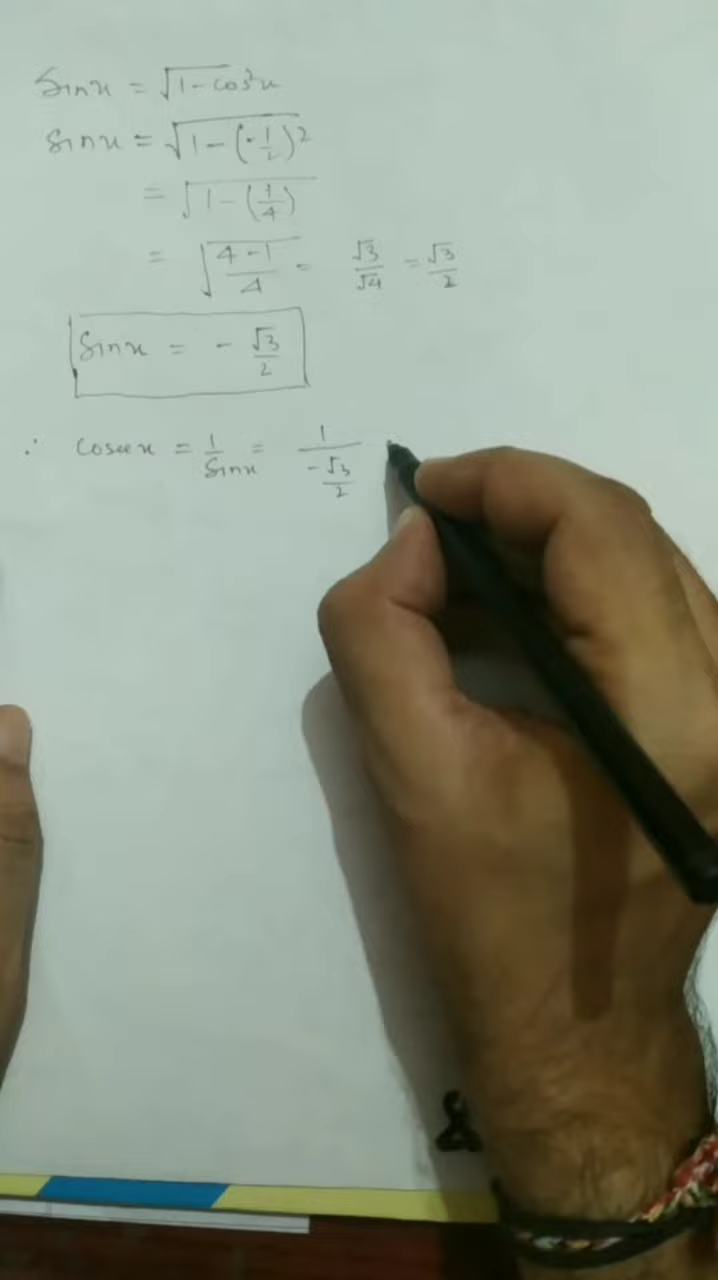 sinx = √1-cos²x
sinx = √1-(-1/2)²
= √1-(1/4)
= √4-1/4 = √3/√4 = √3/2
Sinx = - √3/2
∴ cosecx = 1/Sinx = 1/-√3/2